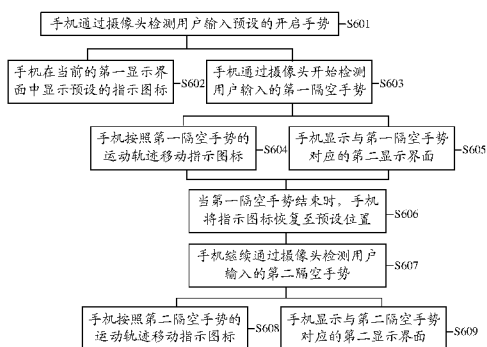 手机通过摄像头检测用户输入预设的开启手势
S601
手机在当前的第一显示界
面中显示预设的指示图标
S602
手机通过摄像头开始检测
用户输入的第一隔空手势
S603
手机按照第一隔空手势的
运动轨迹移动指示图标
S604
手机显示与第一隔空手势
对应的第二显示界面
S605
当第一隔空手势结束时，手机
将指示图标恢复至预设位置
S606
手机继续通过摄像头检测用户
输入的第二隔空手势
S607
手机按照第二隔空手势的
运动轨迹移动指示图标
S608
手机显示与第二隔空手势
对应的第二显示界面
S609